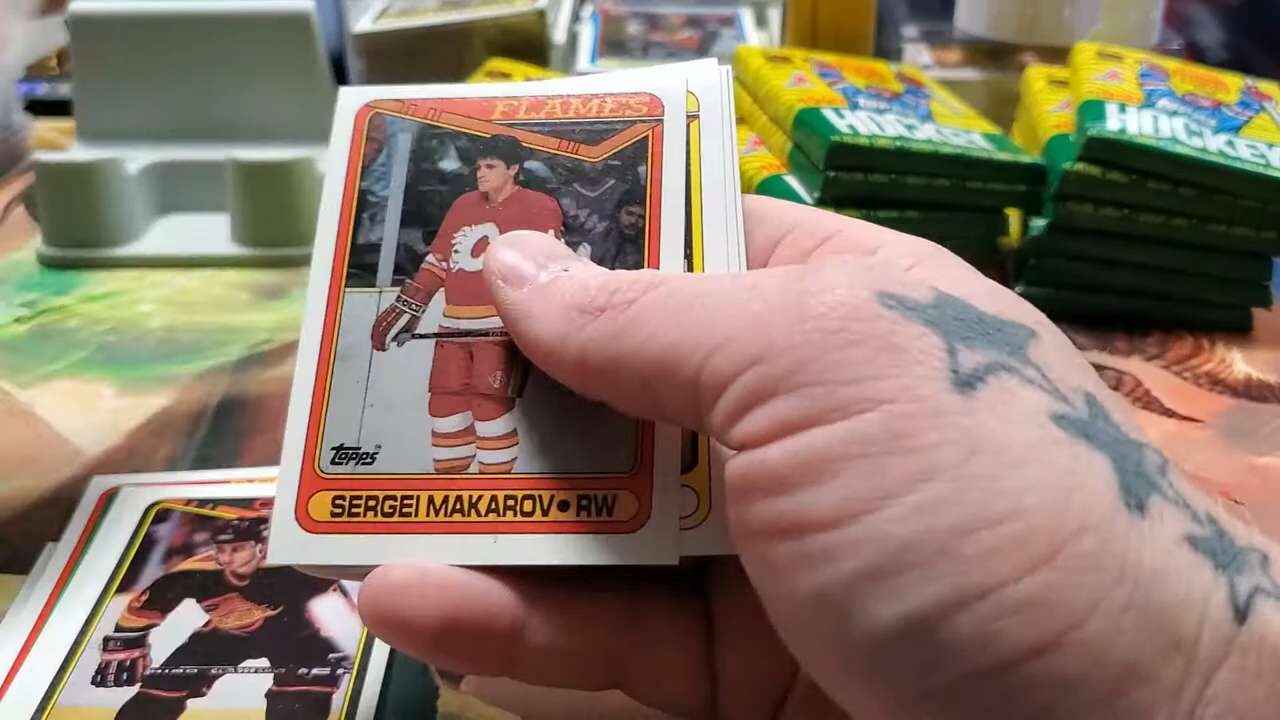 FLAMES
topps
SERGEI MAKAROV • RW
HOCKEY
HOCKEY